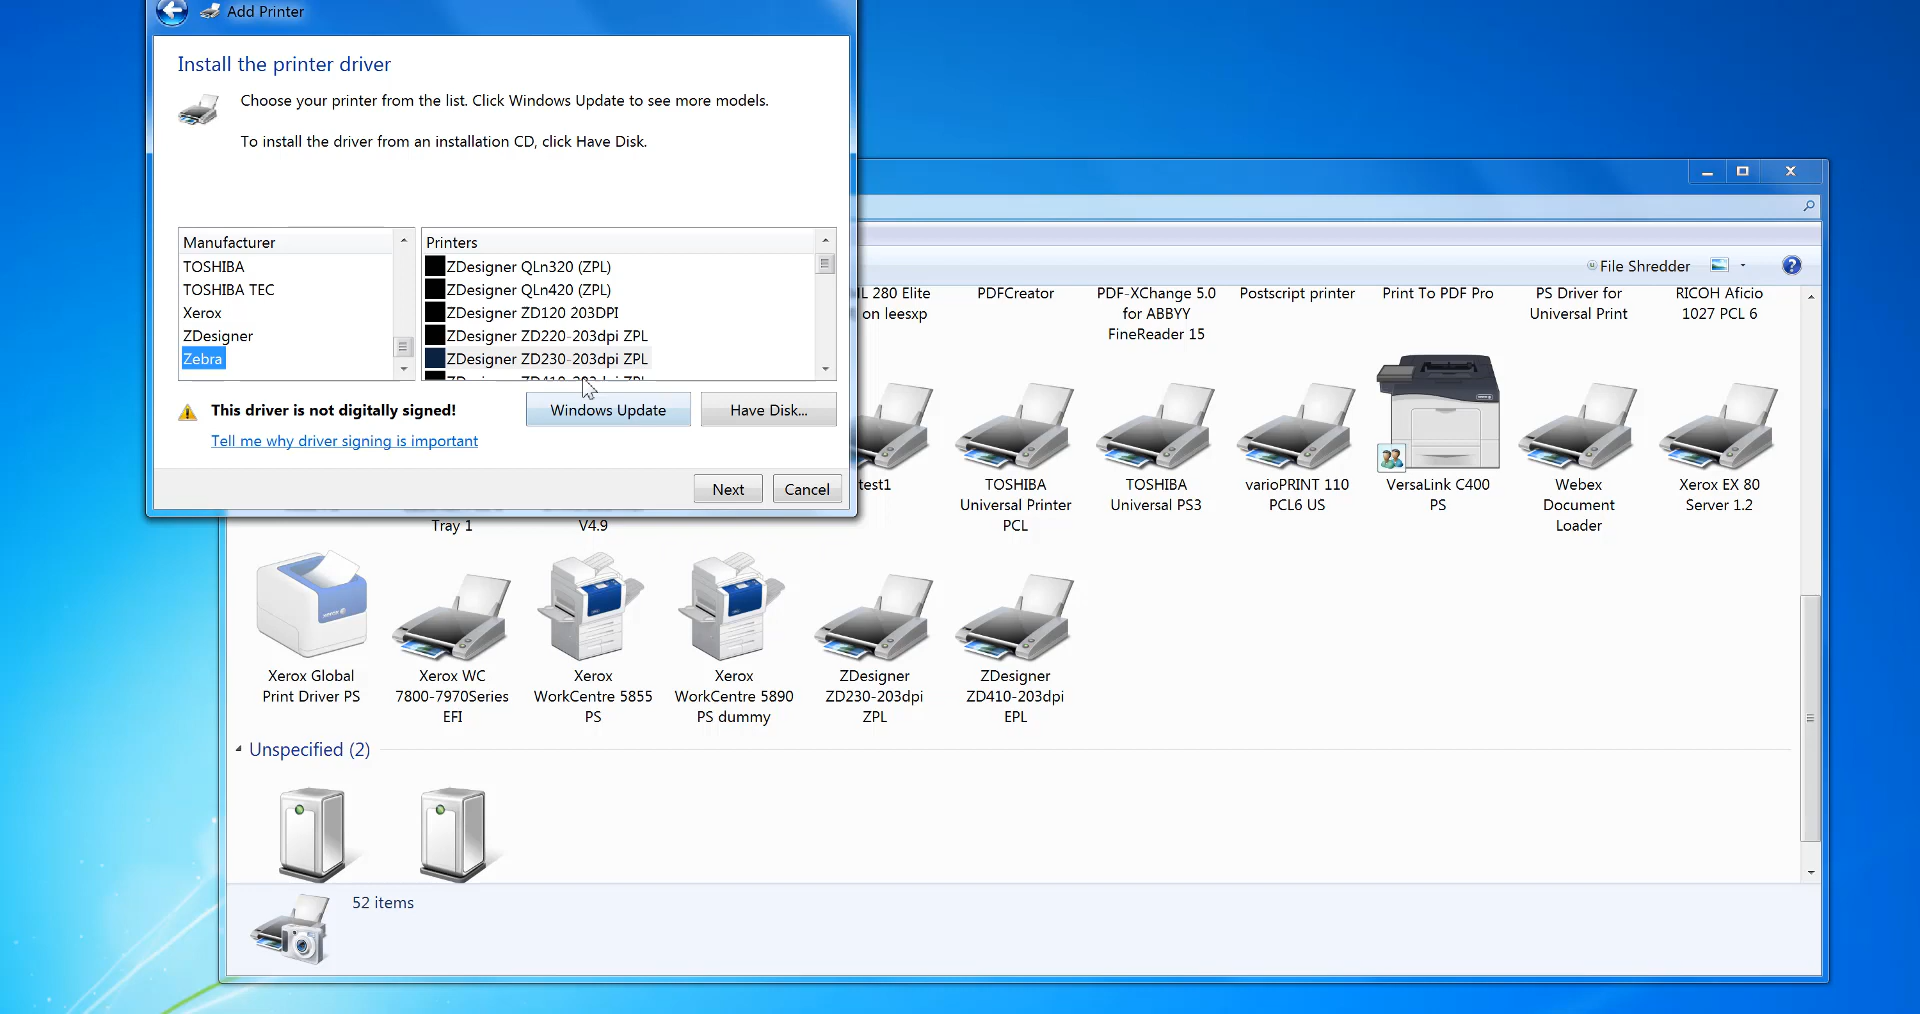 Add Printer
Install the printer driver
Choose your printer from the list. Click Windows Update to see more models.
To install the driver from an installation CD, click Have Disk.
Manufacturer
TOSHIBA
TOSHIBA TEC
Xerox
ZDesigner
Zebra
Printers
ZDesigner QLn320 (ZPL)
ZDesigner QLn420 (ZPL)
ZDesigner ZD120 203DPI
ZDesigner ZD220-203dpi ZPL
ZDesigner ZD230-203dpi ZPL
This driver is not digitally signed!
Tell me why driver signing is important
Windows Update
Have Disk...
Next
Cancel
File Shredder
280 Elite
on leesxp
PDFCreator
PDF-XChange 5.0
for ABBYY
FineReader 15
Postscript printer
Print To PDF Pro
PS Driver for
Universal Print
RICOH Aficio
1027 PCL 6
Tray 1
V4.9
test1
TOSHIBA
Universal Printer
PCL
TOSHIBA
Universal PS3
varioPRINT 110
PCL6 US
VersaLink C400
PS
Webex
Document
Loader
Xerox EX 80
Server 1.2
Xerox Global
Print Driver PS
Xerox WC
7800-7970Series
EFI
Xerox
WorkCentre 5855
PS
Xerox
WorkCentre 5890
PS dummy
ZDesigner
ZD230-203dpi
ZPL
ZDesigner
ZD410-203dpi
EPL
Unspecified (2)
52 items